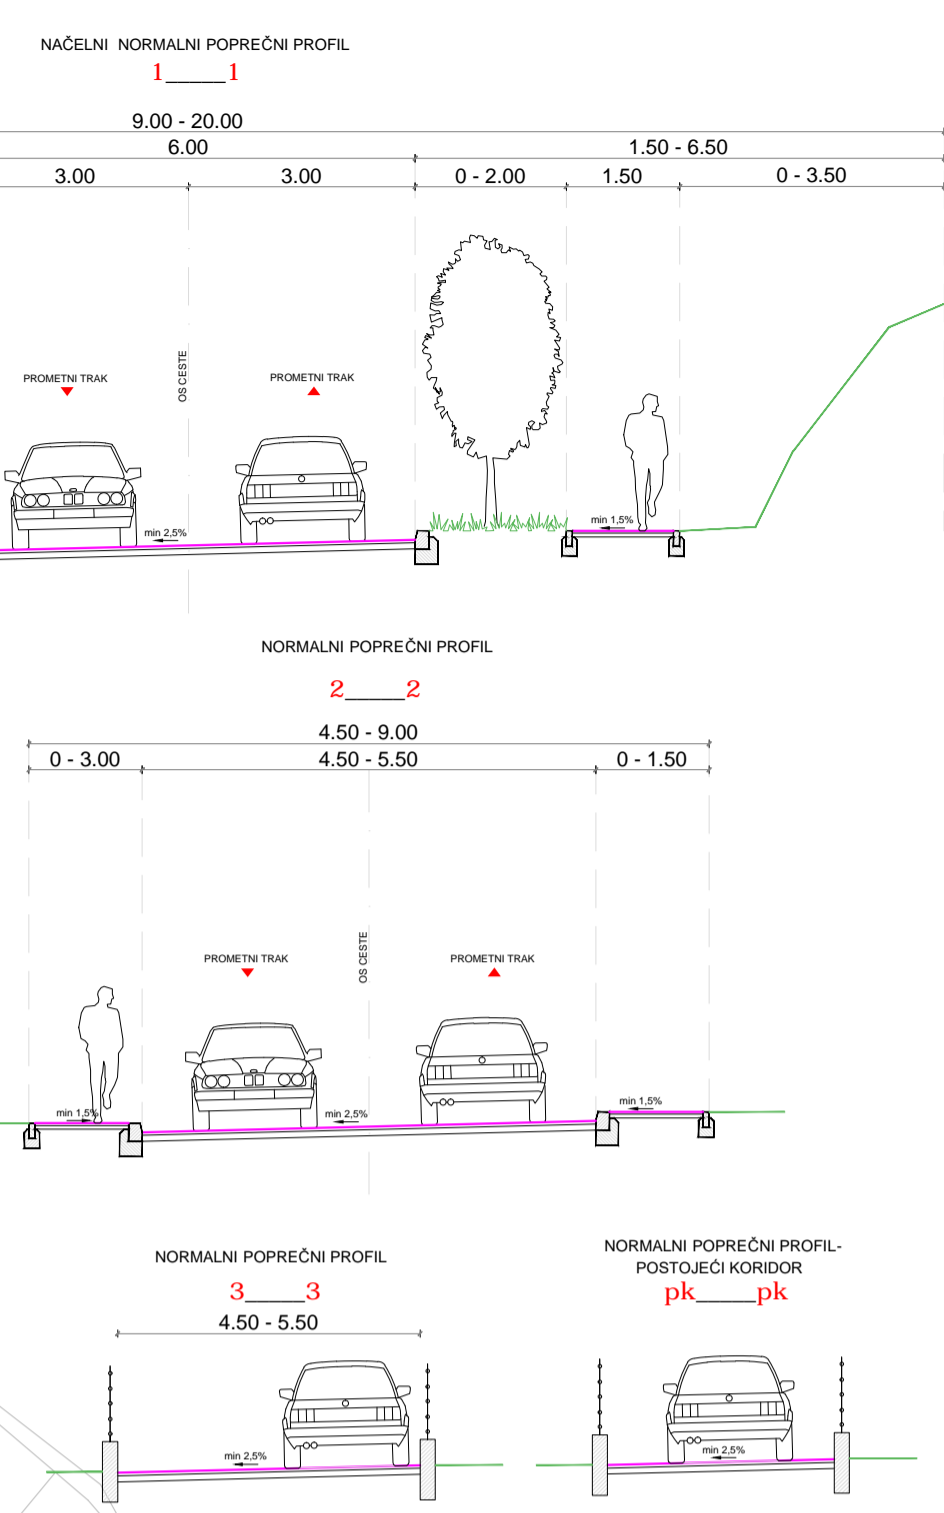 NAČELNI NORMALNI POPREČNI PROFIL
1_____1
9.00 - 20.00
6.00
1.50 - 6.50
3.00
3.00
0 - 2.00
1.50
0 - 3.50
OS CESTE
PROMETNI TRAK
PROMETNI TRAK
min 2,5%
min 1,5%
NORMALNI POPREČNI PROFIL
2_____2
4.50 - 9.00
0 - 3.00
4.50 - 5.50
0 - 1.50
OS CESTE
PROMETNI TRAK
PROMETNI TRAK
min 1,5%
min 2,5%
min 1,5%
NORMALNI POPREČNI PROFIL
3_____3
4.50 - 5.50
min 2,5%
NORMALNI POPREČNI PROFIL-
POSTOJEĆI KORIDOR
pk_____pk
min 2,5%